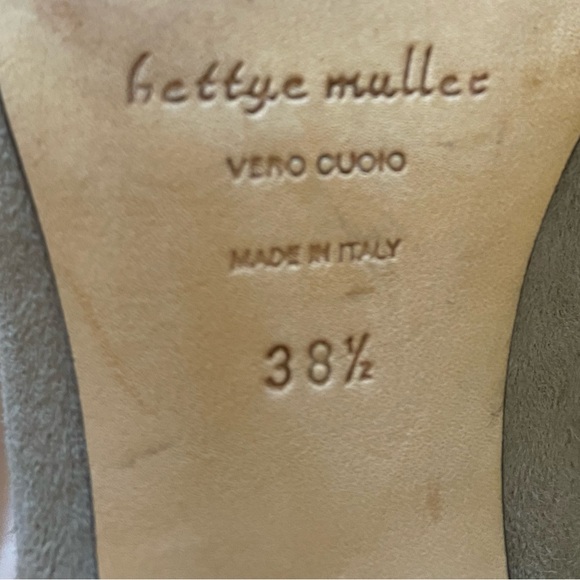 bettye muller
VERO CUOIO
MADE IN ITALY
38½